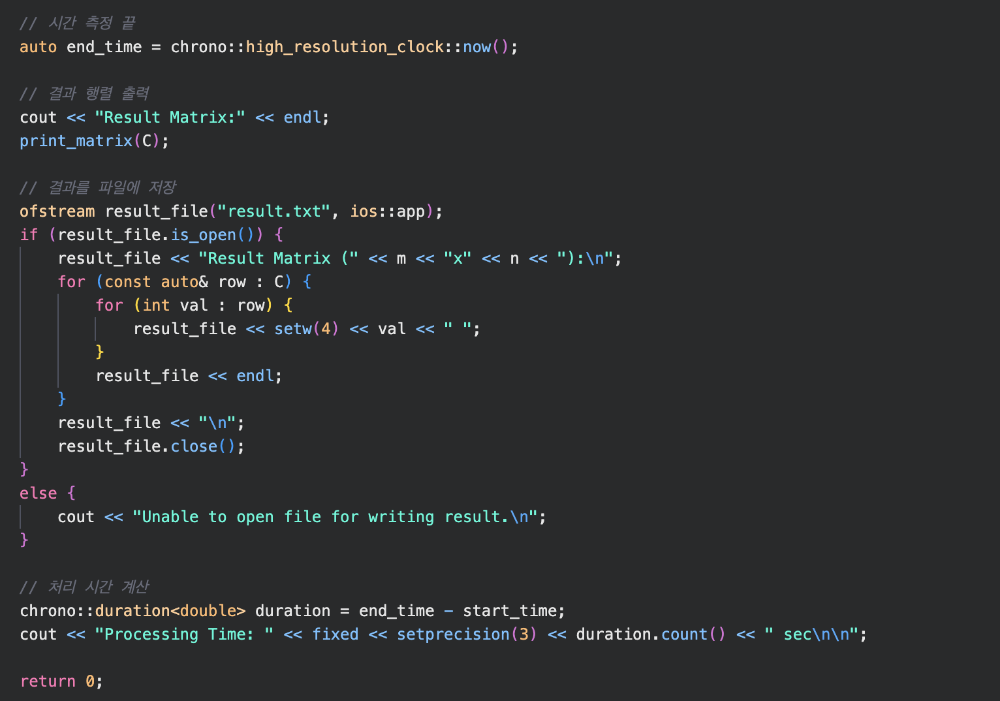 // 시간 측정 끝
auto end_time = chrono::high_resolution_clock::now();
// 결과 행렬 출력
cout << "Result Matrix:" << endl;
print_matrix(C);
// 결과를 파일에 저장
ofstream result_file("result.txt", ios::app);
if (result_file.is_open()) {
    result_file << "Result Matrix (" << m << "x" << n << "):\n";
    for (const auto& row : C) {
        for (int val : row) {
            result_file << setw(4) << val << " ";
        }
        result_file << endl;
    }
    result_file << "\n";
    result_file.close();
}
else {
    cout << "Unable to open file for writing result.\n";
}
// 처리 시간 계산
chrono::duration<double> duration = end_time - start_time;
cout << "Processing Time: " << fixed << setprecision(3) << duration.count() << " sec\n\n";
return 0;